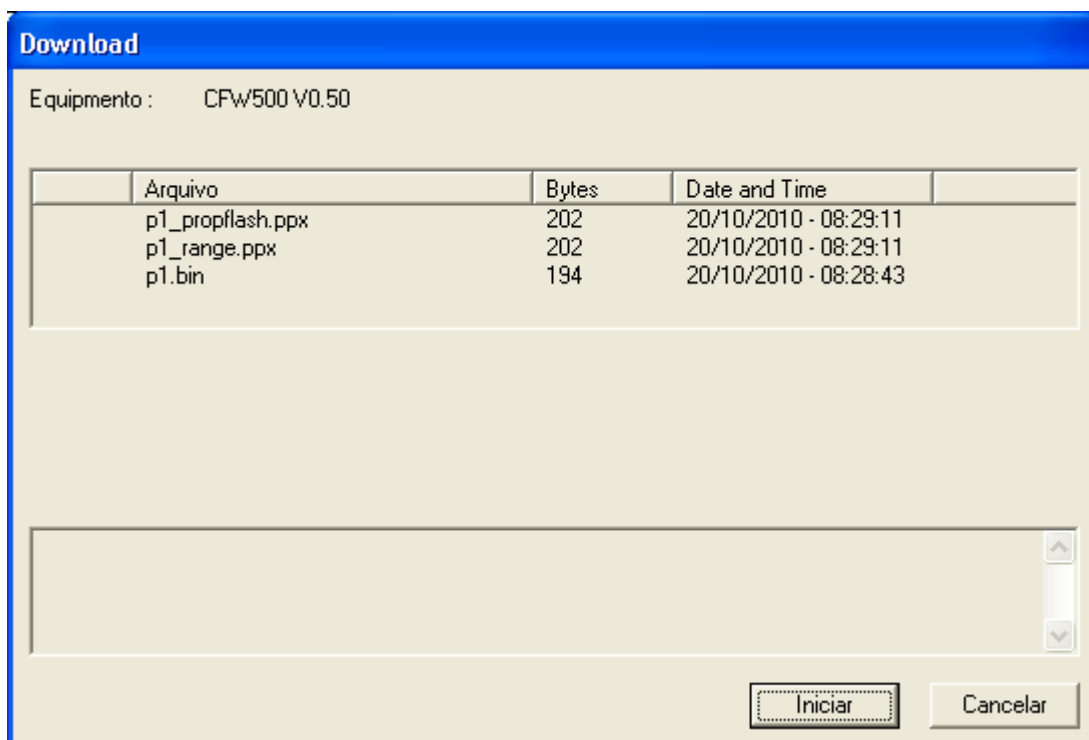 Download
Equipmento : CFW500 V0.50
Arquivo Bytes Date and Time
p1_propflash.ppx 202 20/10/2010 - 08:29:11
p1_range.ppx 202 20/10/2010 - 08:29:11
p1.bin 194 20/10/2010 - 08:28:43
Iniciar Cancelar